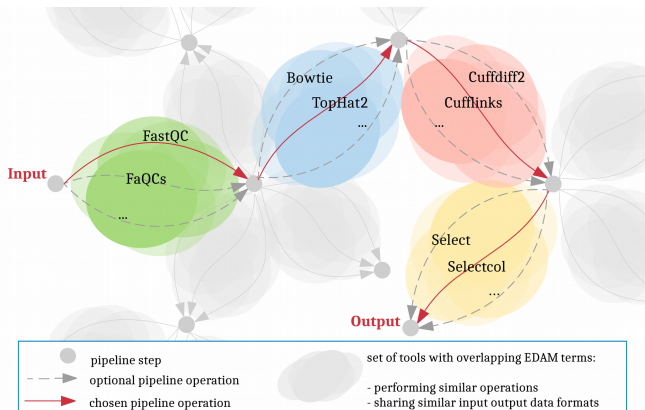 Bowtie
TopHat2
...
Cuffdiff2
Cufflinks
...
FastQC
Input
FaQCs
...
Select
Selectcol
...
Output
pipeline step
optional pipeline operation
chosen pipeline operation
set of tools with overlapping EDAM terms:
- performing similar operations
- sharing similar input output data formats